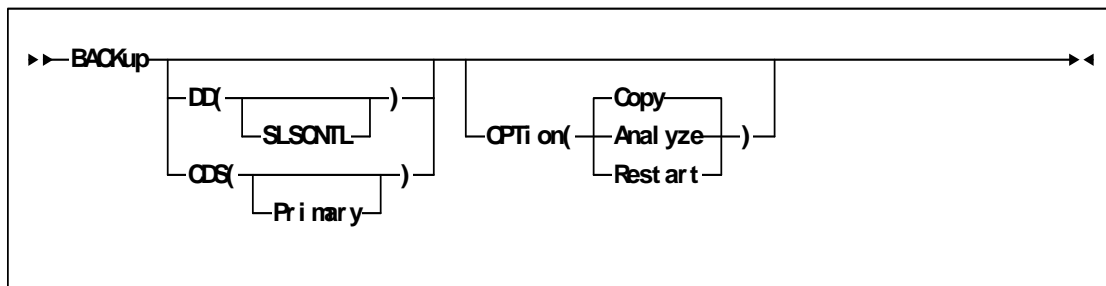 BACKup
DD( )
SLSCNTL
CDS( )
Primary
OPTion( )
Copy
Analyze
Restart